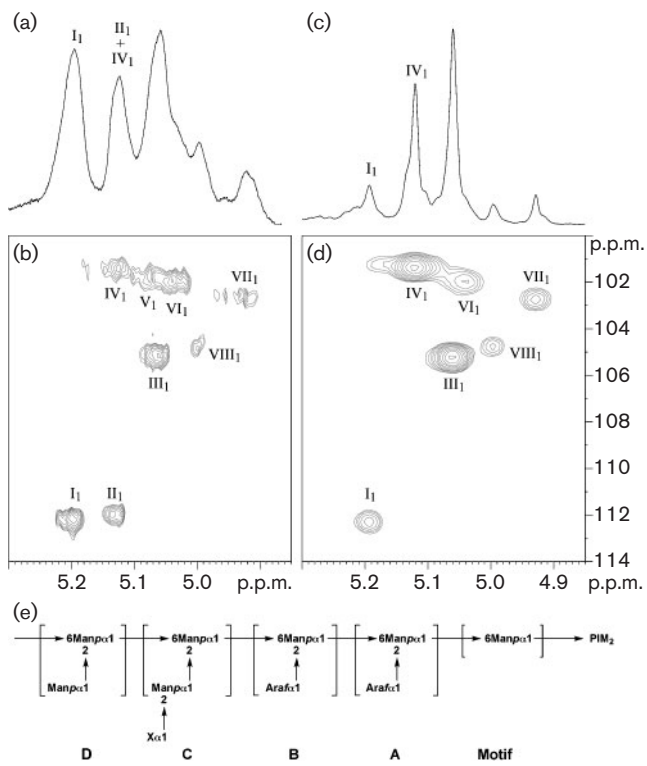 (a)
I₁
II₁
+
IV₁
(c)
IV₁
I₁
(b)
IV₁
V₁
VI₁
VII₁
III₁
VIII₁
I₁
II₁
5.2 5.1 5.0 p.p.m.
(d)
IV₁
VI₁
VII₁
III₁
VIII₁
I₁
p.p.m.
102
104
106
108
110
112
114
5.2 5.1 5.0 4.9 p.p.m.
(e)
6Manpα1 6Manpα1 6Manpα1 6Manpα1 6Manpα1 PIM₂
2 2 2 2
Manpα1 Manpα1 Arafα1 Arafα1
2
Xα1
D C B A Motif